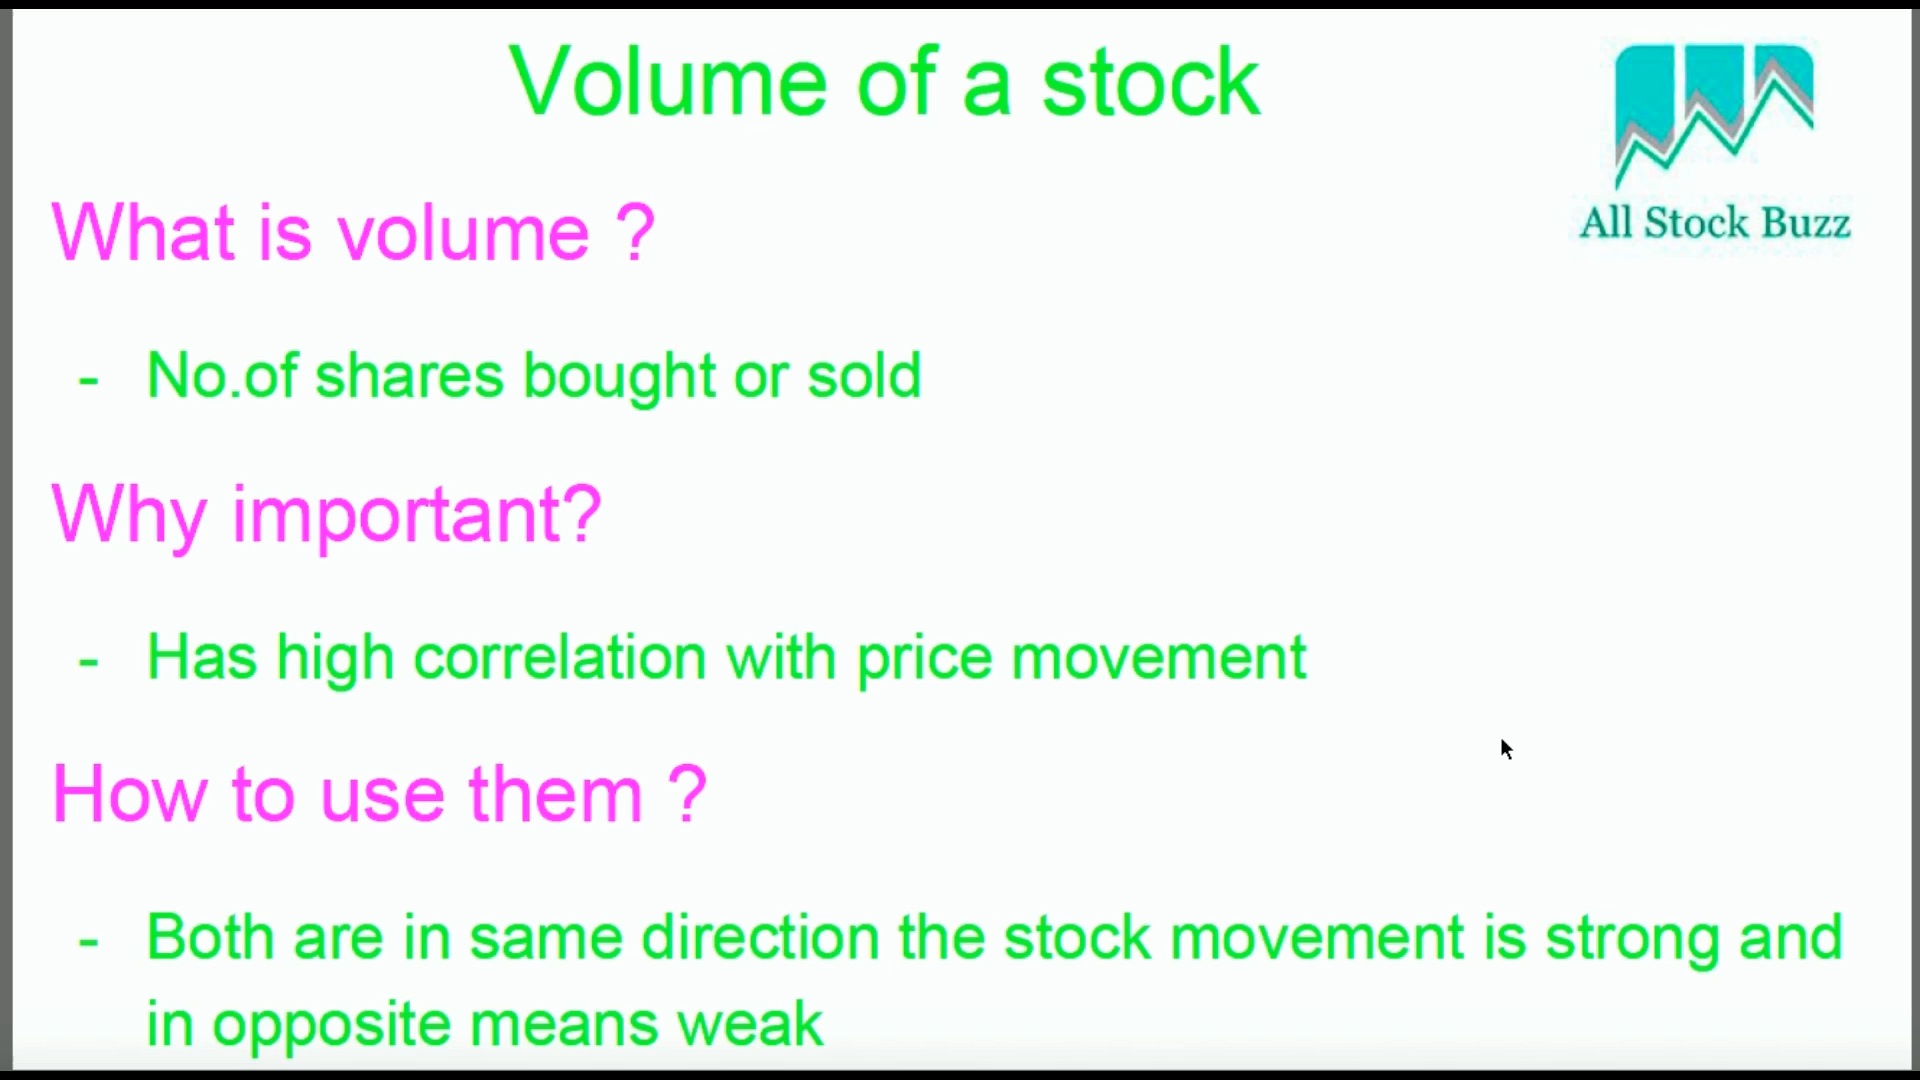 Volume of a stock
All Stock Buzz
What is volume ?
- No.of shares bought or sold
Why important?
- Has high correlation with price movement
How to use them ?
- Both are in same direction the stock movement is strong and
in opposite means weak